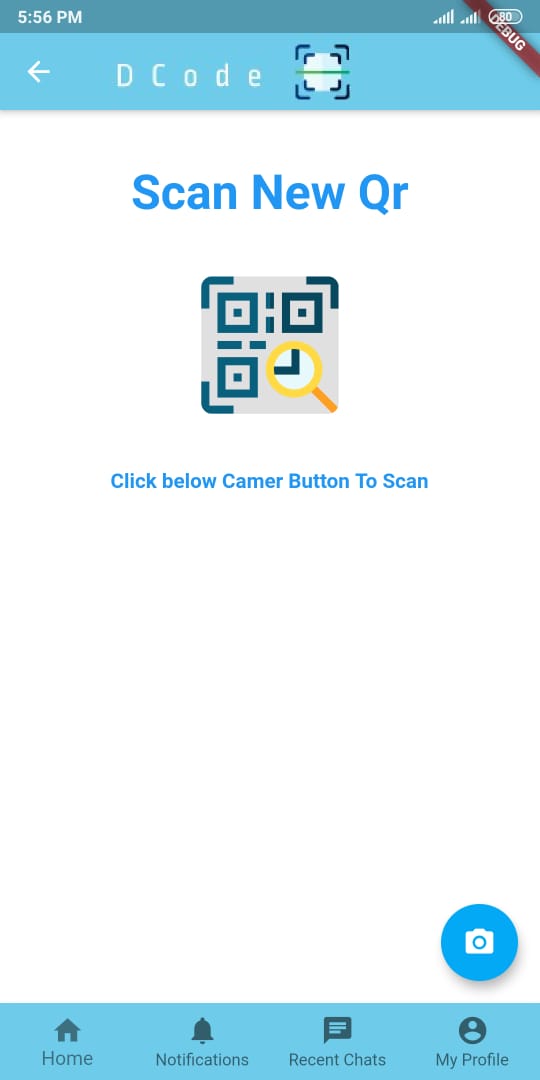 5:56 PM
80
DEBUG
DCode
Scan New Qr
Click below Camer Button To Scan
Home
Notifications
Recent Chats
My Profile